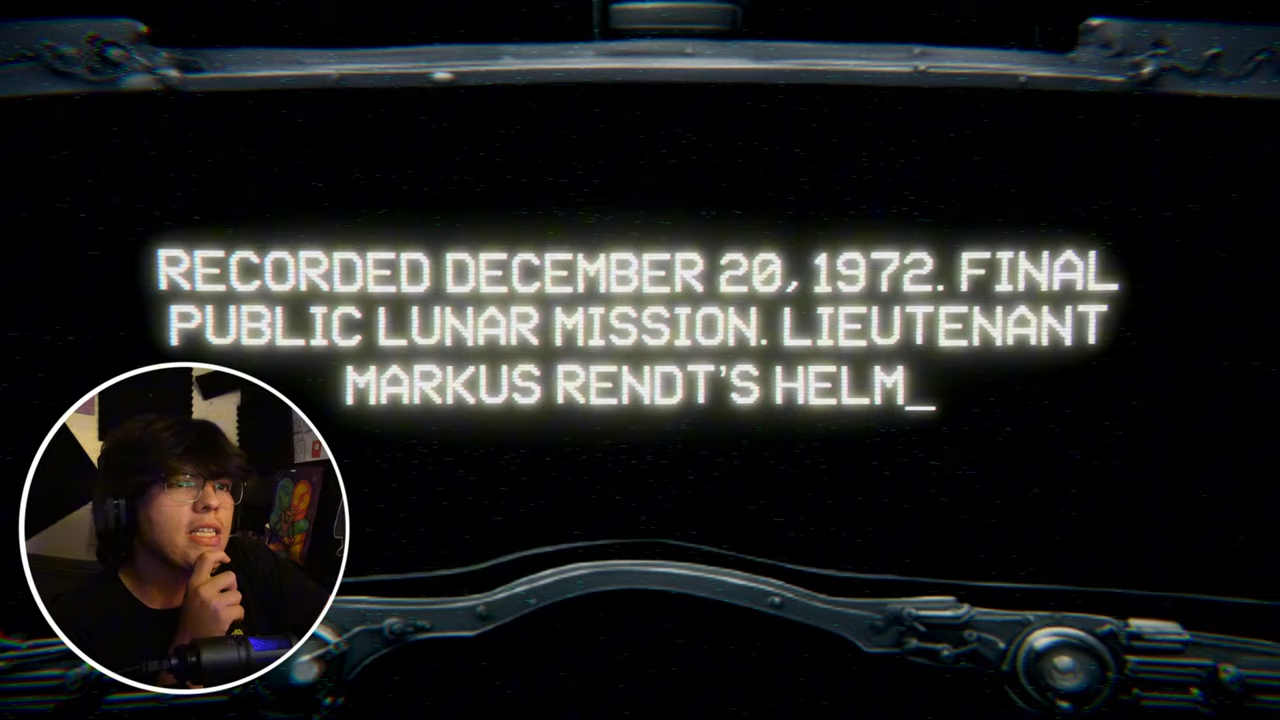 RECORDED DECEMBER 20, 1972. FINAL
PUBLIC LUNAR MISSION. LIEUTENANT
MARKUS RENDT'S HELM_